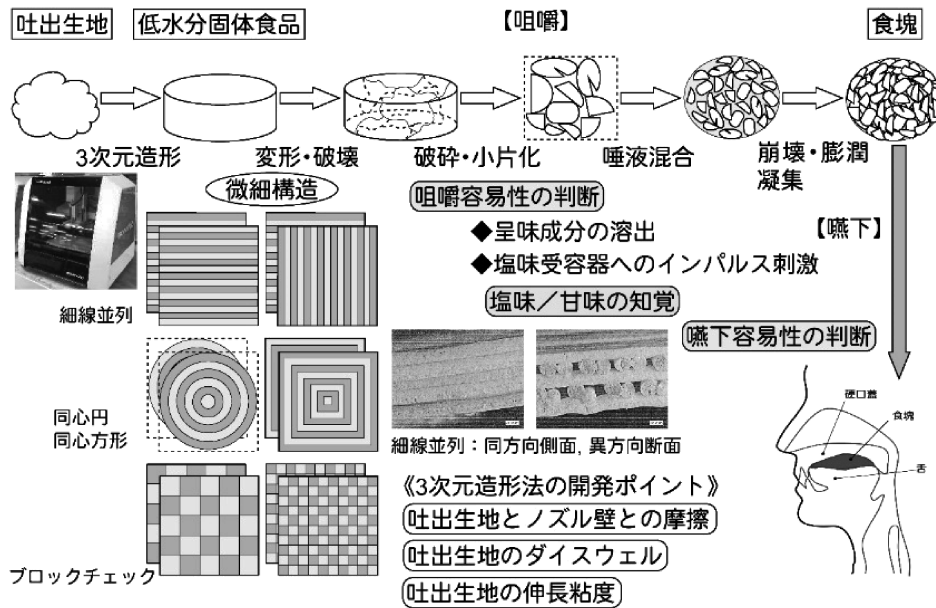 吐出生地
低水分固体食品
【咀嚼】
食塊
3次元造形
変形・破壊
破砕・小片化
唾液混合
崩壊・膨潤
凝集
微細構造
咀嚼容易性の判断
◆呈味成分の溶出
◆塩味受容器へのインパルス刺激
塩味／甘味の知覚
【嚥下】
嚥下容易性の判断
細線並列
同心円
同心方形
ブロックチェック
細線並列：同方向側面, 異方向断面
《3次元造形法の開発ポイント》
吐出生地とノズル壁との摩擦
吐出生地のダイスウェル
吐出生地の伸長粘度
硬口蓋
食塊
舌